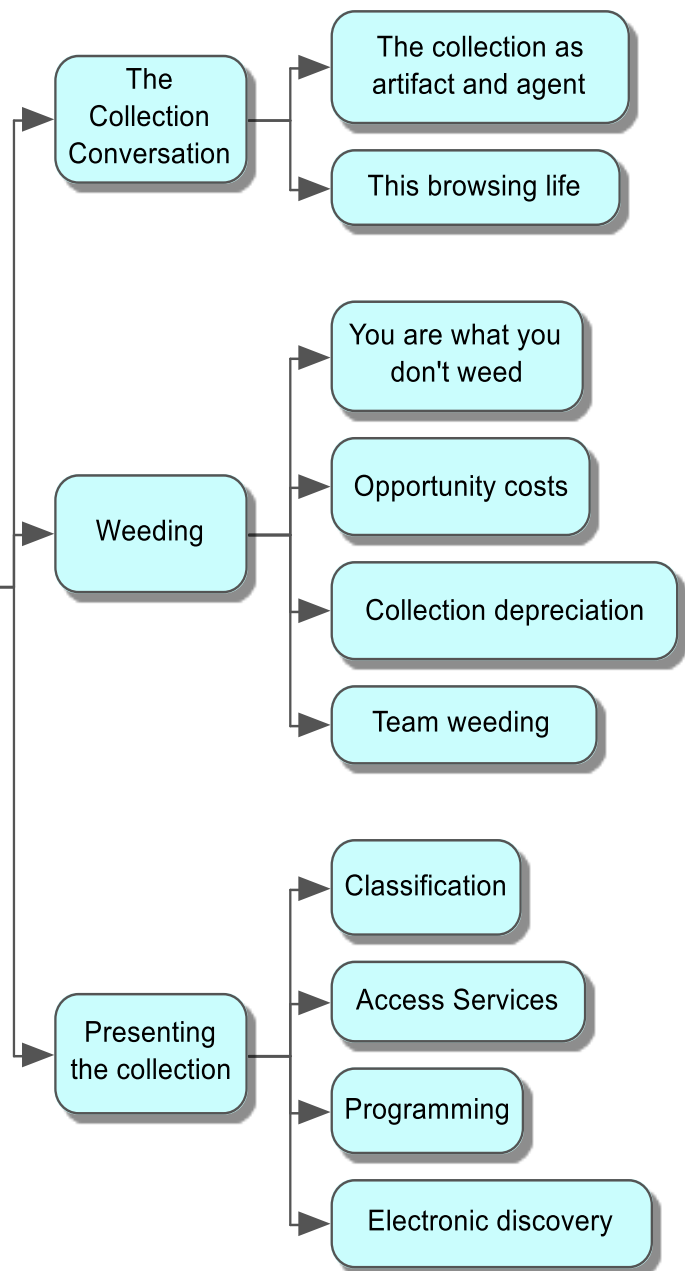 The
Collection
Conversation
The collection as
artifact and agent
This browsing life
Weeding
You are what you
don't weed
Opportunity costs
Collection depreciation
Team weeding
Presenting
the collection
Classification
Access Services
Programming
Electronic discovery